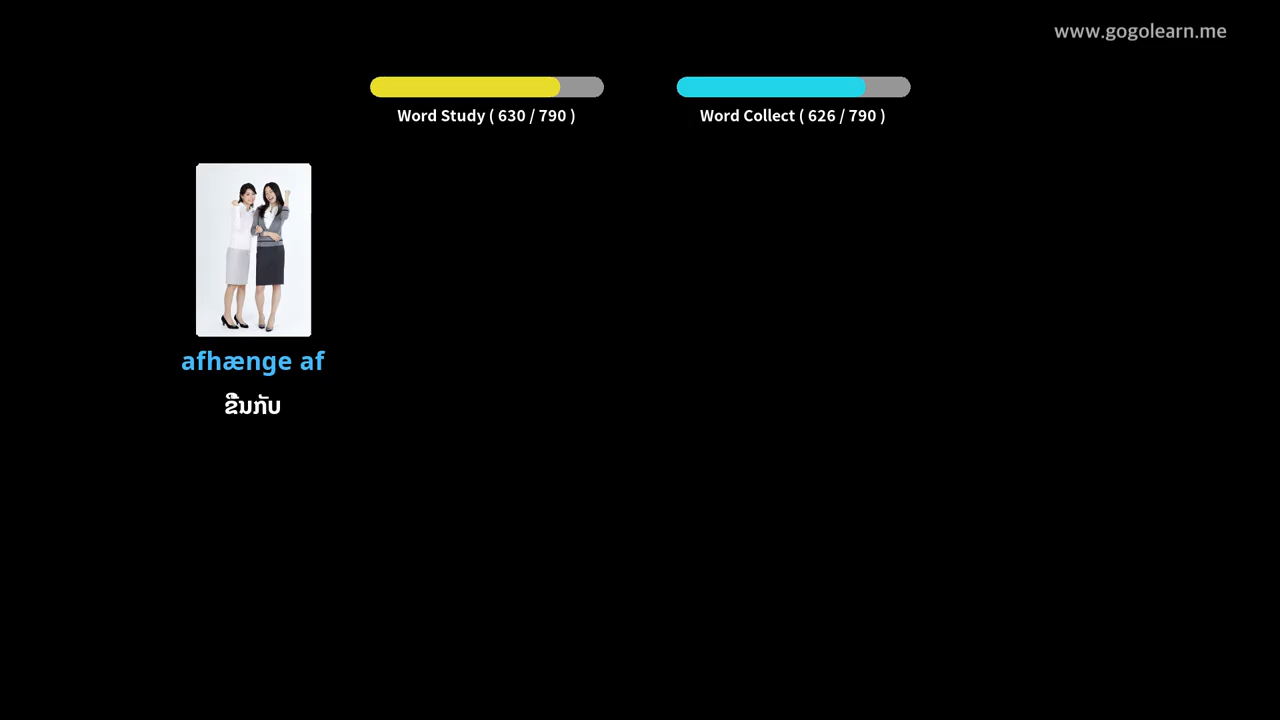 www.gogolearn.me
Word Study ( 630 / 790 )
Word Collect ( 626 / 790 )
afhænge af
ຂຶ້ນກັບ